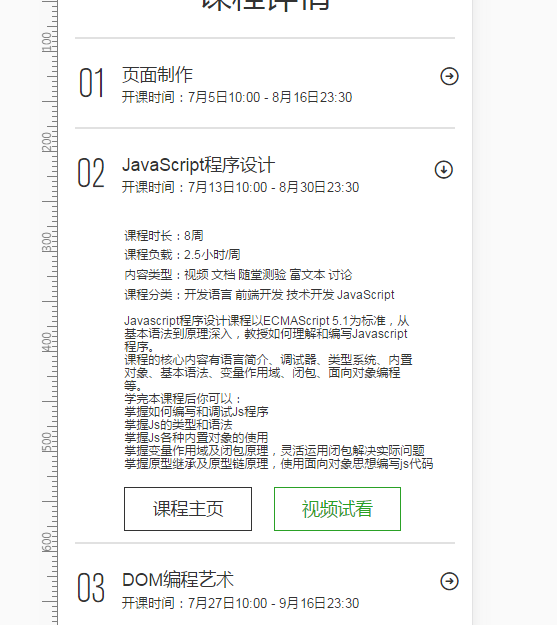 课程详情
100
01
页面制作
开课时间：7月5日10:00 - 8月16日23:30
200
02
JavaScript程序设计
开课时间：7月13日10:00 - 8月30日23:30
300
课程时长：8周
课程负载：2.5小时/周
内容类型：视频 文档 随堂测验 富文本 讨论
课程分类：开发语言 前端开发 技术开发 JavaScript
400
Javascript程序设计课程以ECMAScript 5.1为标准，从
基本语法到原理深入，教授如何理解和编写Javascript
程序。
课程的核心内容有语言简介、调试器、类型系统、内置
对象、基本语法、变量作用域、闭包、面向对象编程
等。
学完本课程后你可以：
掌握如何编写和调试Js程序
掌握Js的类型和语法
500
掌握Js各种内置对象的使用
掌握变量作用域及闭包原理，灵活运用闭包解决实际问题
掌握原型继承及原型链原理，使用面向对象思想编写js代码
课程主页
视频试看
600
03
DOM编程艺术
开课时间：7月27日10:00 - 9月16日23:30